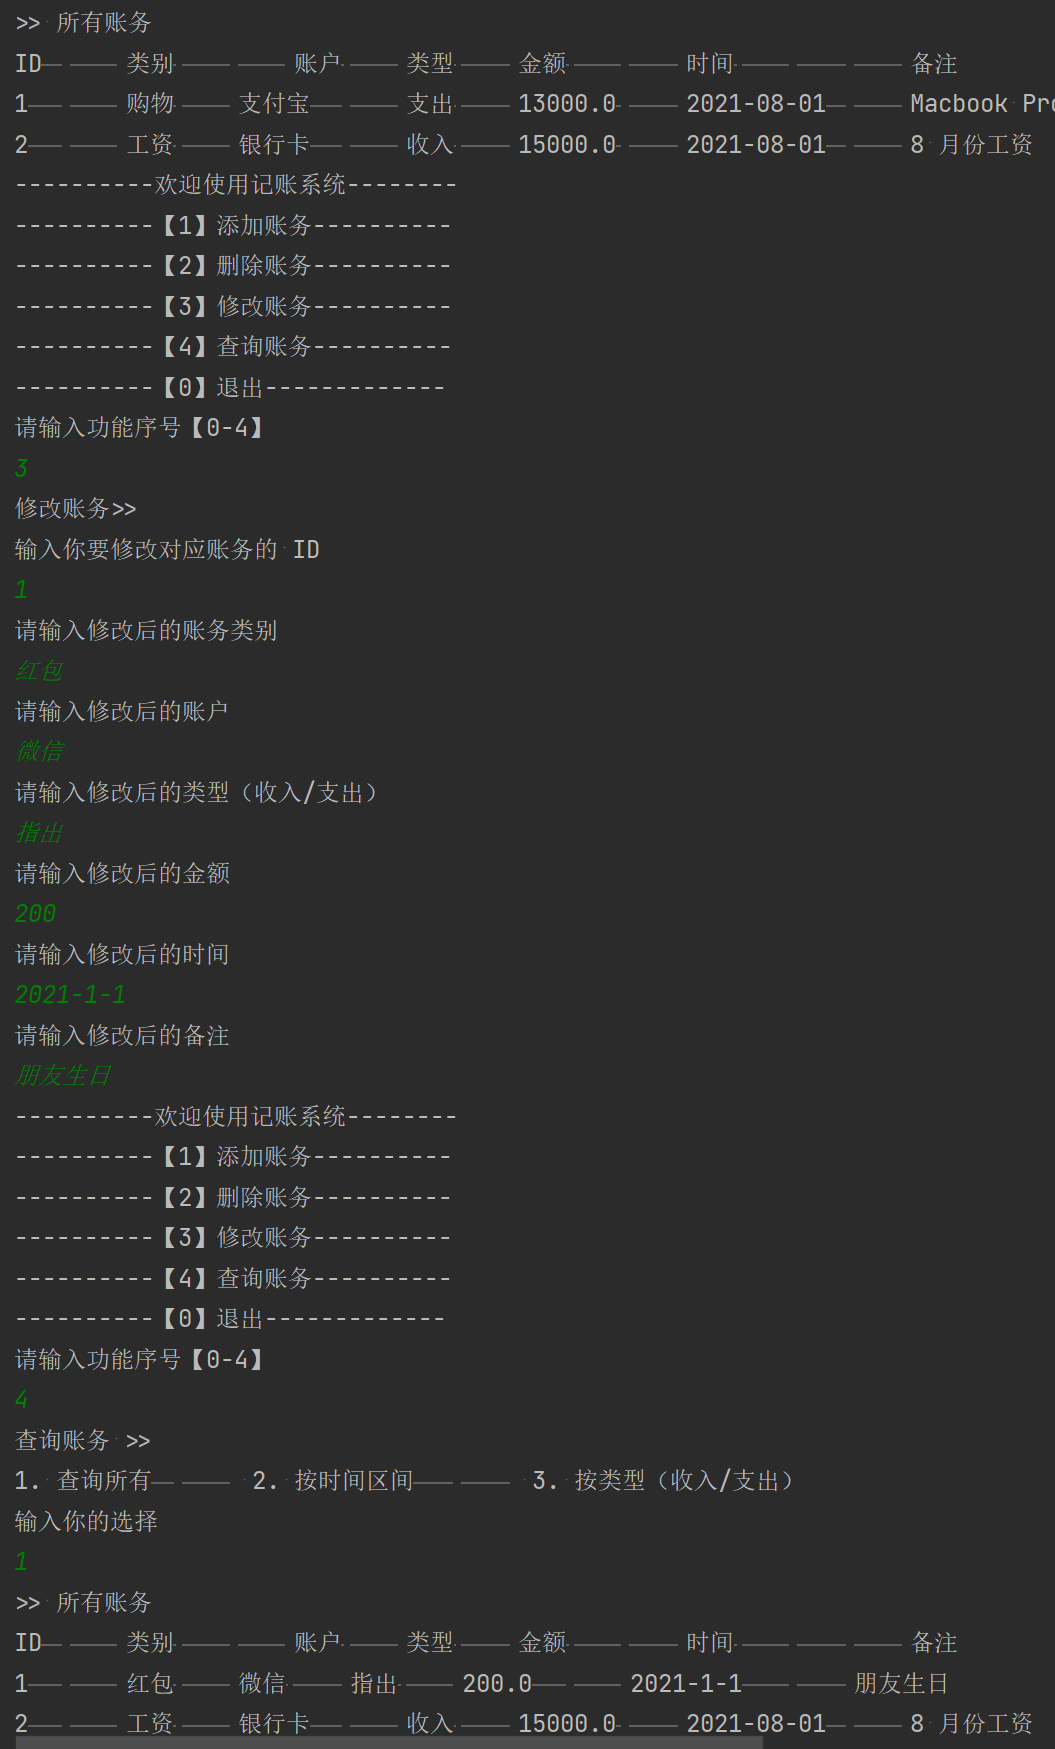 >> 所有账务
ID 类别 账户 类型 金额 时间 备注
1 购物 支付宝 支出 13000.0 2021-08-01 Macbook Pro
2 工资 银行卡 收入 15000.0 2021-08-01 8 月份工资
----------欢迎使用记账系统--------
----------【1】添加账务----------
----------【2】删除账务----------
----------【3】修改账务----------
----------【4】查询账务----------
----------【0】退出-------------
请输入功能序号【0-4】
3
修改账务>>
输入你要修改对应账务的 ID
1
请输入修改后的账务类别
红包
请输入修改后的账户
微信
请输入修改后的类型（收入/支出）
指出
请输入修改后的金额
200
请输入修改后的时间
2021-1-1
请输入修改后的备注
朋友生日
----------欢迎使用记账系统--------
----------【1】添加账务----------
----------【2】删除账务----------
----------【3】修改账务----------
----------【4】查询账务----------
----------【0】退出-------------
请输入功能序号【0-4】
4
查询账务 >>
1. 查询所有 2. 按时间区间 3. 按类型（收入/支出）
输入你的选择
1
>> 所有账务
ID 类别 账户 类型 金额 时间 备注
1 红包 微信 指出 200.0 2021-1-1 朋友生日
2 工资 银行卡 收入 15000.0 2021-08-01 8 月份工资